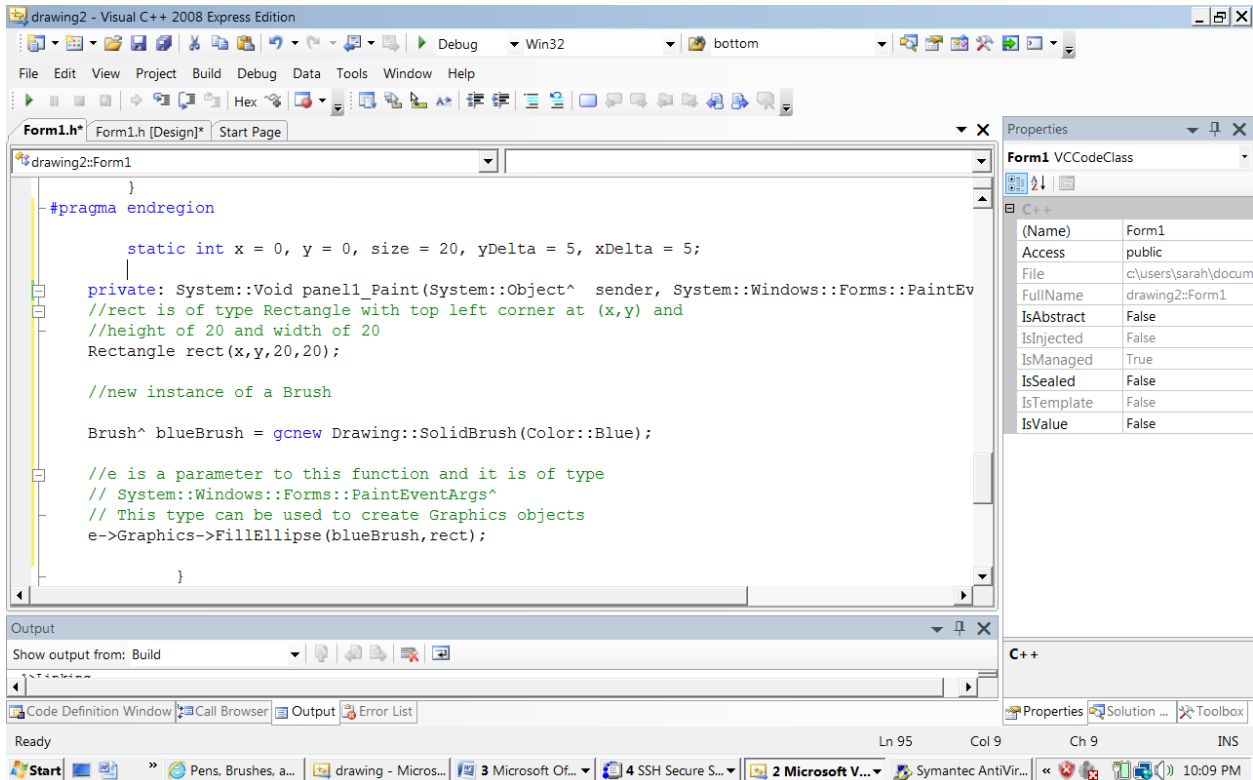 drawing2 - Visual C++ 2008 Express Edition
Debug Win32 bottom
File Edit View Project Build Debug Data Tools Window Help
Hex
Form1.h* Form1.h [Design]* Start Page
drawing2::Form1
}
#pragma endregion
static int x = 0, y = 0, size = 20, yDelta = 5, xDelta = 5;
private: System::Void panel1_Paint(System::Object^  sender, System::Windows::Forms::PaintEv
//rect is of type Rectangle with top left corner at (x,y) and
//height of 20 and width of 20
Rectangle rect(x,y,20,20);
//new instance of a Brush
Brush^ blueBrush = gcnew Drawing::SolidBrush(Color::Blue);
//e is a parameter to this function and it is of type
// System::Windows::Forms::PaintEventArgs^
// This type can be used to create Graphics objects
e->Graphics->FillEllipse(blueBrush,rect);
}
Output
Show output from: Build
Code Definition Window Call Browser Output Error List
Properties
Form1 VCCodeClass
C++
(Name) Form1
Access public
File c:\users\sarah\docum
FullName drawing2::Form1
IsAbstract False
IsInjected False
IsManaged True
IsSealed False
IsTemplate False
IsValue False
C++
Properties Solution ... Toolbox
Ready Ln 95 Col 9 Ch 9 INS
Start » Pens, Brushes, a... drawing - Micros... 3 Microsoft Of... 4 SSH Secure S... 2 Microsoft V... Symantec AntiVir... « 10:09 PM